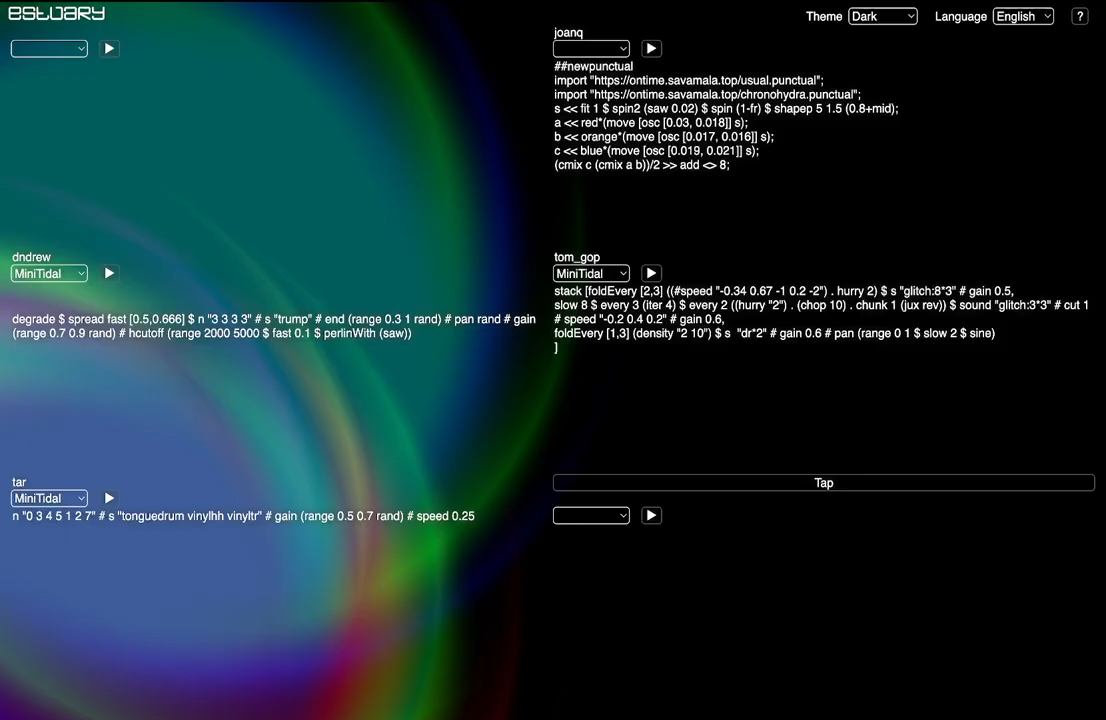 estuary
Theme Dark Language English ?
joanq
##newpunctual
import "https://ontime.savamala.top/usual.punctual";
import "https://ontime.savamala.top/chronohydra.punctual";
s << fit 1 $ spin2 (saw 0.02) $ spin (1-fr) $ shapep 5 1.5 (0.8+mid);
a << red*(move [osc [0.03, 0.018]] s);
b << orange*(move [osc [0.017, 0.016]] s);
c << blue*(move [osc [0.019, 0.021]] s);
(cmix c (cmix a b))/2 >> add <> 8;
dndrew
MiniTidal
degrade $ spread fast [0.5,0.666] $ n "3 3 3 3" # s "trump" # end (range 0.3 1 rand) # pan rand # gain
(range 0.7 0.9 rand) # hcutoff (range 2000 5000 $ fast 0.1 $ perlinWith (saw))
tom_gop
MiniTidal
stack [foldEvery [2,3] ((#speed "-0.34 0.67 -1 0.2 -2") . hurry 2) $ s "glitch:8*3" # gain 0.5,
slow 8 $ every 3 (iter 4) $ every 2 ((hurry "2") . (chop 10) . chunk 1 (jux rev)) $ sound "glitch:3*3" # cut 1
# speed "-0.2 0.4 0.2" # gain 0.6,
foldEvery [1,3] (density "2 10") $ s "dr*2" # gain 0.6 # pan (range 0 1 $ slow 2 $ sine)
]
tar
MiniTidal
n "0 3 4 5 1 2 7" # s "tonguedrum vinylhh vinyltr" # gain (range 0.5 0.7 rand) # speed 0.25
Tap